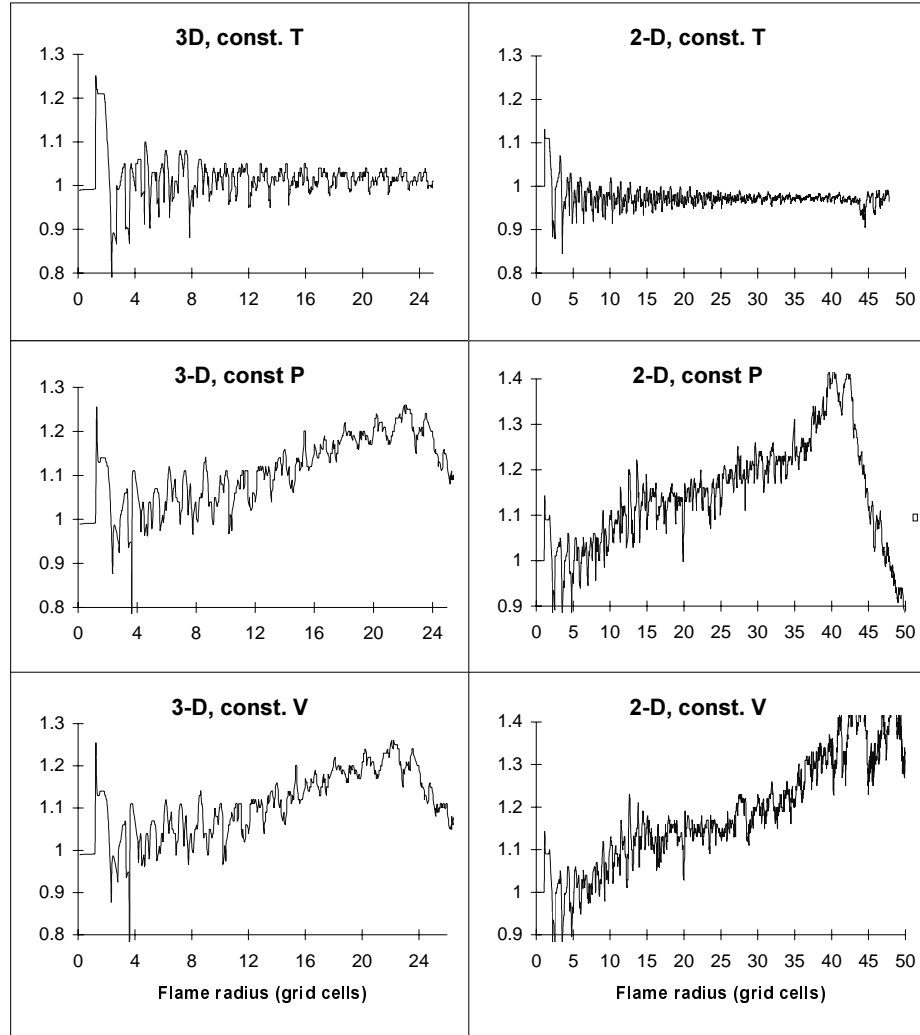 3D, const. T
1.3
1.2
1.1
1
0.9
0.8
0 4 8 12 16 20 24
2-D, const. T
1.3
1.2
1.1
1
0.9
0.8
0 5 10 15 20 25 30 35 40 45 50
3-D, const P
1.3
1.2
1.1
1
0.9
0.8
0 4 8 12 16 20 24
2-D, const P
1.4
1.3
1.2
1.1
1
0.9
0 5 10 15 20 25 30 35 40 45 50
3-D, const. V
1.3
1.2
1.1
1
0.9
0.8
0 4 8 12 16 20 24
Flame radius (grid cells)
2-D, const. V
1.4
1.3
1.2
1.1
1
0.9
0 5 10 15 20 25 30 35 40 45 50
Flame radius (grid cells)